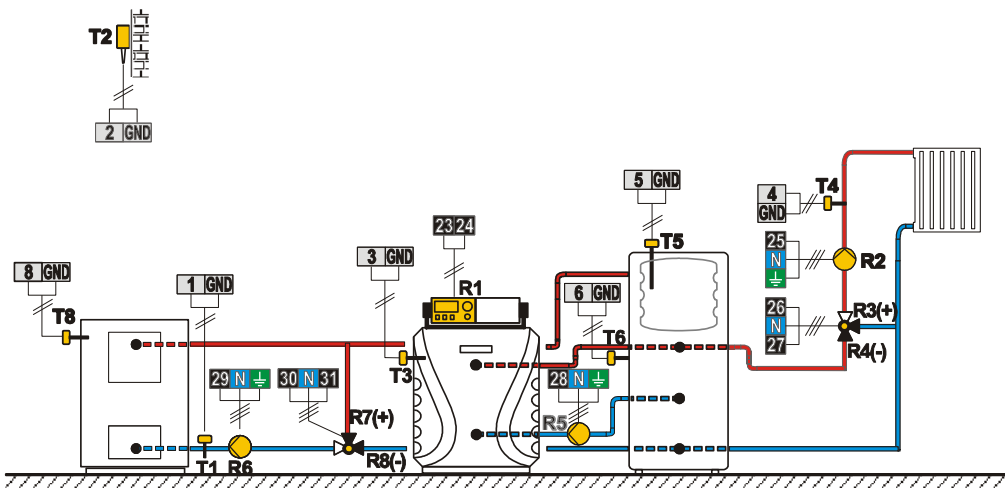 T2
2 GND
5 GND
4
GND
T4
23 24
25
N
T5
R2
3 GND
8 GND
1 GND
R1
6 GND
26
N
27
R3(+)
T8
T6
R4(-)
T3
29 N
30 N 31
28 N
R7(+)
R5
T1
R6
R8(-)